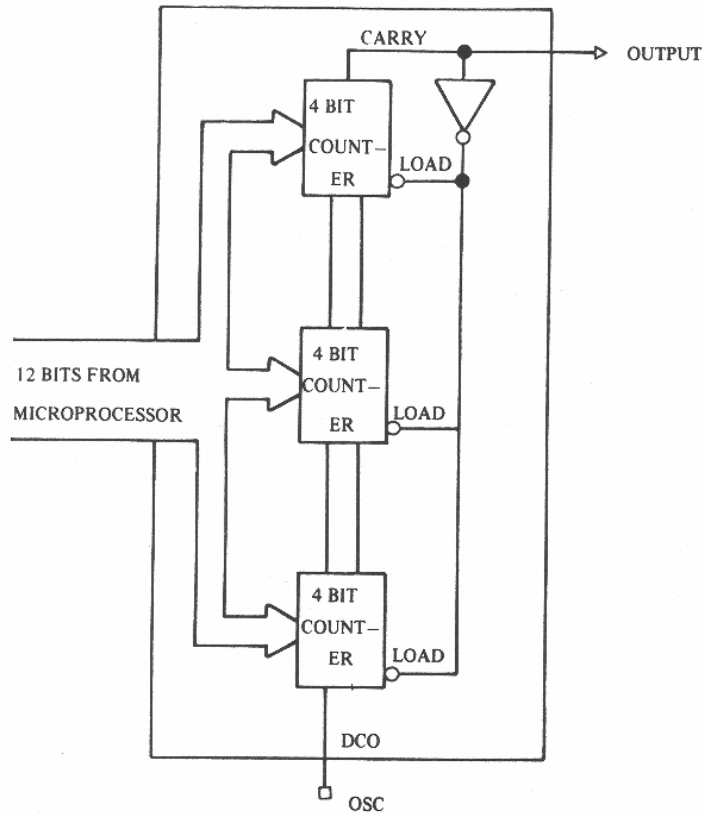 CARRY
OUTPUT
4 BIT
COUNT-
ER
LOAD
12 BITS FROM
MICROPROCESSOR
4 BIT
COUNT-
ER
LOAD
4 BIT
COUNT-
ER
LOAD
DCO
OSC